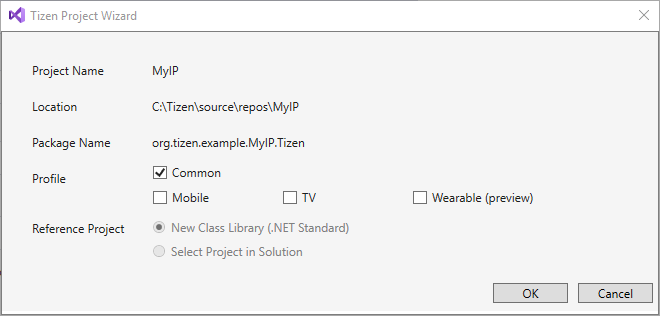 Tizen Project Wizard
Project Name MyIP
Location C:\Tizen\source\repos\MyIP
Package Name org.tizen.example.MyIP.Tizen
Profile
Common
Mobile TV Wearable (preview)
Reference Project
New Class Library (.NET Standard)
Select Project in Solution
OK Cancel